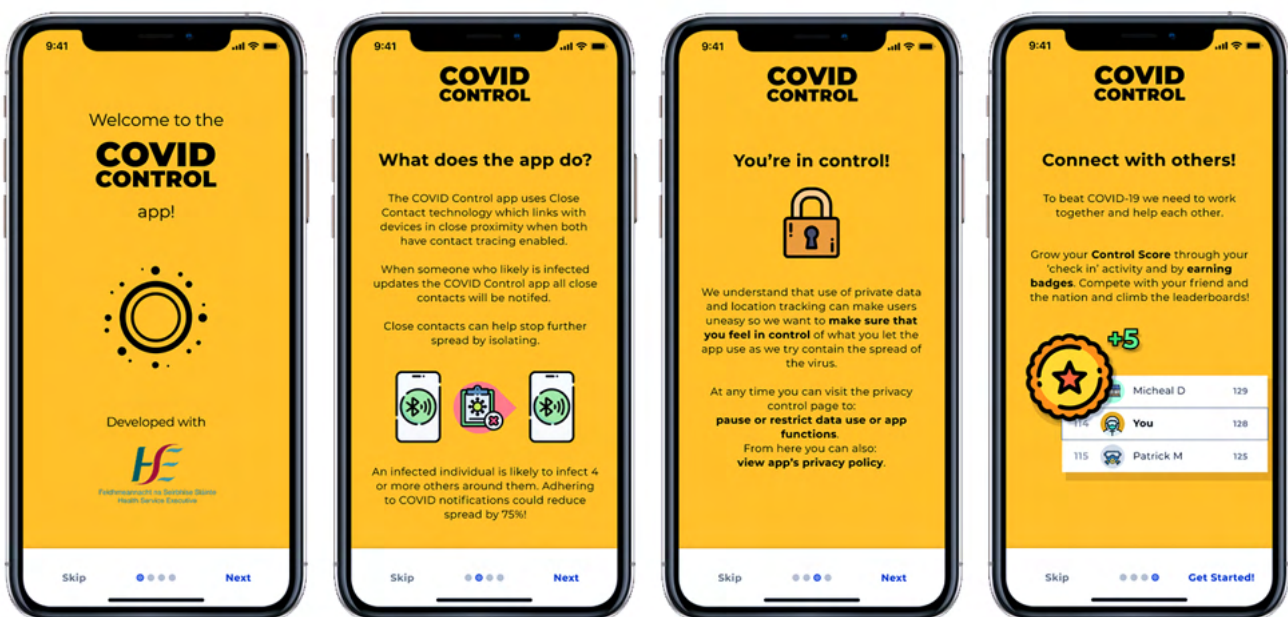 9:41
Welcome to the
COVID
CONTROL
app!
Developed with
HSE
Feidhmeannacht na Seirbhíse Sláinte
Health Service Executive
Skip
Next
9:41
COVID
CONTROL
What does the app do?
The COVID Control app uses Close
Contact technology which links with
devices in close proximity when both
have contact tracing enabled.
When someone who likely is infected
updates the COVID Control app all close
contacts will be notifed.
Close contacts can help stop further
spread by isolating.
An infected individual is likely to infect 4
or more others around them. Adhering
to COVID notifications could reduce
spread by 75%!
Skip
Next
9:41
COVID
CONTROL
You're in control!
We understand that use of private data
and location tracking can make users
uneasy so we want to make sure that
you feel in control of what you let the
app use as we try contain the spread of
the virus.
At any time you can visit the privacy
control page to:
pause or restrict data use or app
functions.
From here you can also:
view app's privacy policy.
Skip
Next
9:41
COVID
CONTROL
Connect with others!
To beat COVID-19 we need to work
together and help each other.
Grow your Control Score through your
'check in' activity and by earning
badges. Compete with your friend and
the nation and climb the leaderboards!
+5
Micheal D 129
114 You 128
115 Patrick M 125
Skip
Get Started!